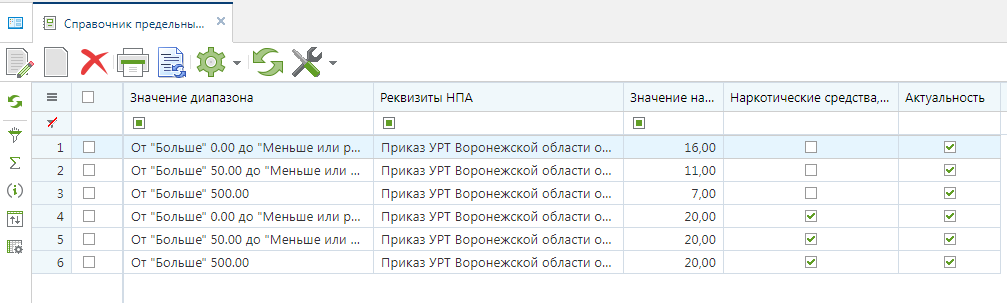 Справочник предельны...
Значение диапазона Реквизиты НПА Значение на... Наркотические средства,... Актуальность
1 От "Больше" 0.00 до "Меньше или р... Приказ УРТ Воронежской области о... 16,00
2 От "Больше" 50.00 до "Меньше или ... Приказ УРТ Воронежской области о... 11,00
3 От "Больше" 500.00 Приказ УРТ Воронежской области о... 7,00
4 От "Больше" 0.00 до "Меньше или р... Приказ УРТ Воронежской области о... 20,00
5 От "Больше" 50.00 до "Меньше или ... Приказ УРТ Воронежской области о... 20,00
6 От "Больше" 500.00 Приказ УРТ Воронежской области о... 20,00